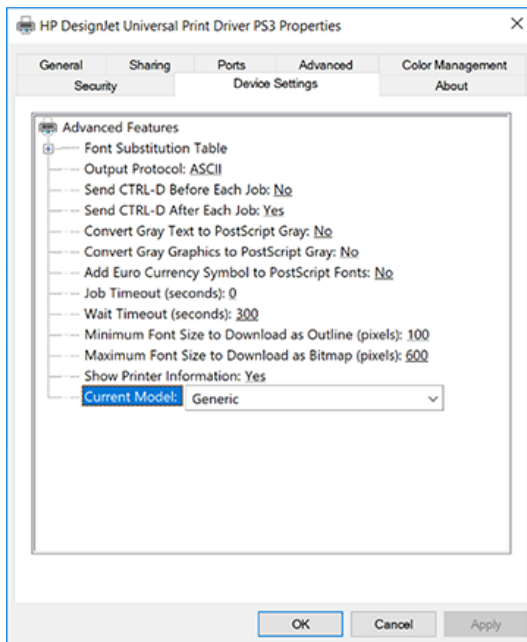 HP DesignJet Universal Print Driver PS3 Properties
General Sharing Ports Advanced Color Management
Security Device Settings About
Advanced Features
Font Substitution Table
Output Protocol: ASCII
Send CTRL-D Before Each Job: No
Send CTRL-D After Each Job: Yes
Convert Gray Text to PostScript Gray: No
Convert Gray Graphics to PostScript Gray: No
Add Euro Currency Symbol to PostScript Fonts: No
Job Timeout (seconds): 0
Wait Timeout (seconds): 300
Minimum Font Size to Download as Outline (pixels): 100
Maximum Font Size to Download as Bitmap (pixels): 600
Show Printer Information: Yes
Current Model: Generic
OK Cancel Apply